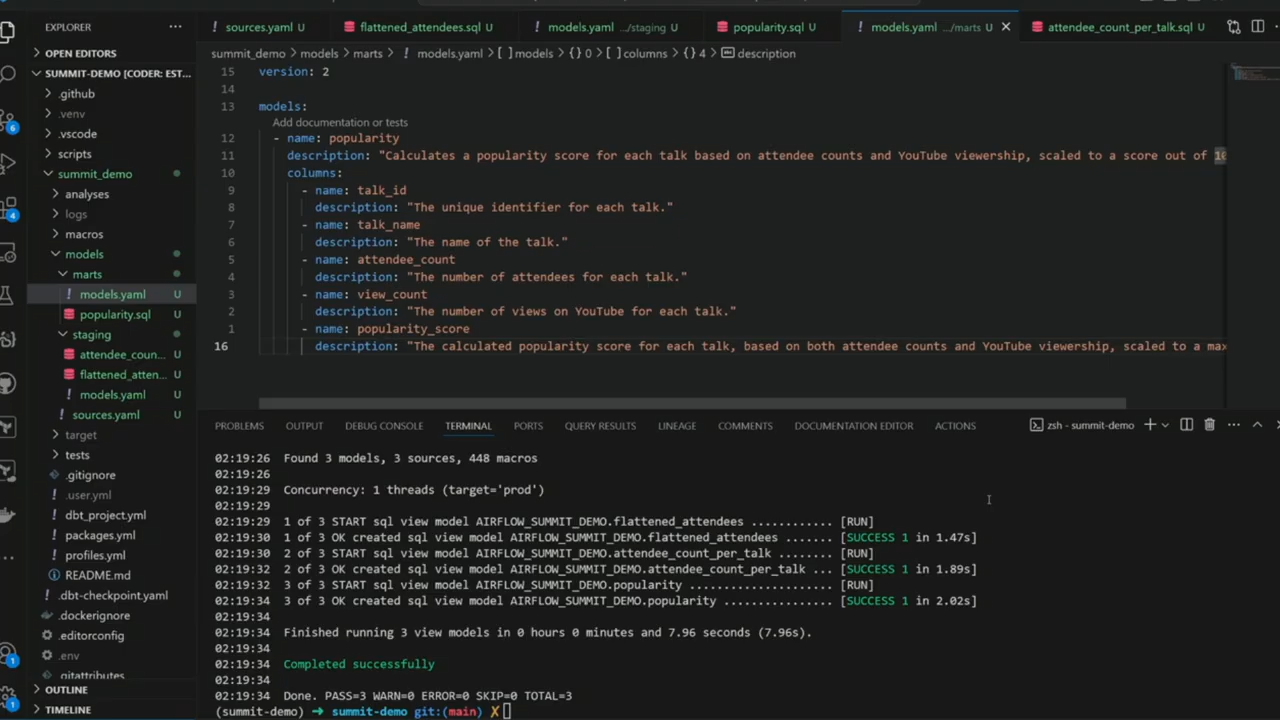 EXPLORER
OPEN EDITORS
SUMMIT-DEMO [CODER: EST...
.github
.venv
.vscode
scripts
summit_demo
analyses
logs
macros
models
marts
models.yaml U
popularity.sql U
staging
attendee_coun... U
flattened_atten... U
models.yaml U
sources.yaml U
target
tests
.gitignore
.user.yml
dbt_project.yml
packages.yml
profiles.yml
README.md
.dbt-checkpoint.yaml
.dockerignore
.editorconfig
.env
.gitattributes
OUTLINE
TIMELINE
6
4
1
1
sources.yaml U
flattened_attendees.sql U
models.yaml .../staging U
popularity.sql U
models.yaml .../marts U
attendee_count_per_talk.sql U
summit_demo > models > marts > ! models.yaml > [ ] models > {} 0 > [ ] columns > {} 4 > description
15 version: 2
14
13 models:
Add documentation or tests
12 - name: popularity
11 description: "Calculates a popularity score for each talk based on attendee counts and YouTube viewership, scaled to a score out of 10
10 columns:
9 - name: talk_id
8 description: "The unique identifier for each talk."
7 - name: talk_name
6 description: "The name of the talk."
5 - name: attendee_count
4 description: "The number of attendees for each talk."
3 - name: view_count
2 description: "The number of views on YouTube for each talk."
1 - name: popularity_score
16 description: "The calculated popularity score for each talk, based on both attendee counts and YouTube viewership, scaled to a max
PROBLEMS OUTPUT DEBUG CONSOLE TERMINAL PORTS QUERY RESULTS LINEAGE COMMENTS DOCUMENTATION EDITOR ACTIONS zsh - summit-demo
02:19:26 Found 3 models, 3 sources, 448 macros
02:19:26
02:19:29 Concurrency: 1 threads (target='prod')
02:19:29
02:19:29 1 of 3 START sql view model AIRFLOW_SUMMIT_DEMO.flattened_attendees ............ [RUN]
02:19:30 1 of 3 OK created sql view model AIRFLOW_SUMMIT_DEMO.flattened_attendees ....... [SUCCESS 1 in 1.47s]
02:19:30 2 of 3 START sql view model AIRFLOW_SUMMIT_DEMO.attendee_count_per_talk ........ [RUN]
02:19:32 2 of 3 OK created sql view model AIRFLOW_SUMMIT_DEMO.attendee_count_per_talk ... [SUCCESS 1 in 1.89s]
02:19:32 3 of 3 START sql view model AIRFLOW_SUMMIT_DEMO.popularity ..................... [RUN]
02:19:34 3 of 3 OK created sql view model AIRFLOW_SUMMIT_DEMO.popularity ................ [SUCCESS 1 in 2.02s]
02:19:34
02:19:34 Finished running 3 view models in 0 hours 0 minutes and 7.96 seconds (7.96s).
02:19:34
02:19:34 Completed successfully
02:19:34
02:19:34 Done. PASS=3 WARN=0 ERROR=0 SKIP=0 TOTAL=3
(summit-demo) ➜ summit-demo git:(main) ✗